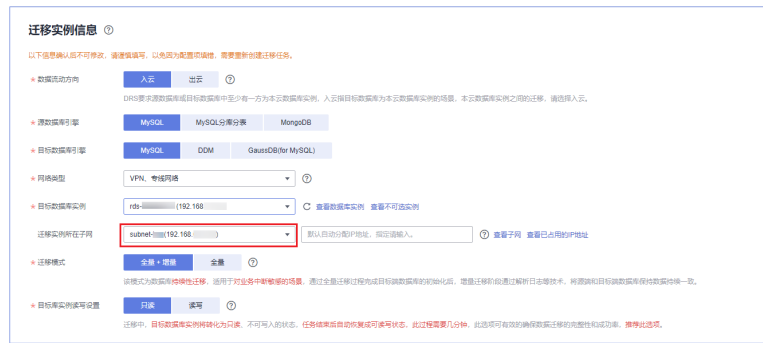 迁移实例信息 ?
以下信息确认后不可修改，请谨慎填写，以免因为配置项填错，需要重新创建迁移任务。
* 数据流动方向 入云 出云 ?
DRS要求源数据库或目标数据库中至少有一方为本云数据库实例，入云指目标数据库为本云数据库实例的场景，本云数据库实例之间的迁移，请选择入云。
* 源数据库引擎 MySQL MySQL分库分表 MongoDB
* 目标数据库引擎 MySQL DDM GaussDB(for MySQL)
* 网络类型 VPN、专线网络 ?
* 目标数据库实例 rds- (192.168 查看数据库实例 查看不可选实例
迁移实例所在子网 subnet- (192.168. ) 默认自动分配IP地址，指定请输入。 ? 查看子网 查看已占用的IP地址
* 迁移模式 全量+增量 全量 ?
该模式为数据库持续性迁移，适用于对业务中断敏感的场景，通过全量迁移过程完成目标端数据库的初始化后，增量迁移阶段通过解析日志等技术，将源端和目标端数据库保持数据持续一致。
* 目标库实例读写设置 只读 读写 ?
迁移中，目标数据库实例将转化为只读、不可写入的状态，任务结束后自动恢复成可读写状态，此过程需要几分钟，此选项可有效的确保数据迁移的完整性和成功率，推荐此选项。